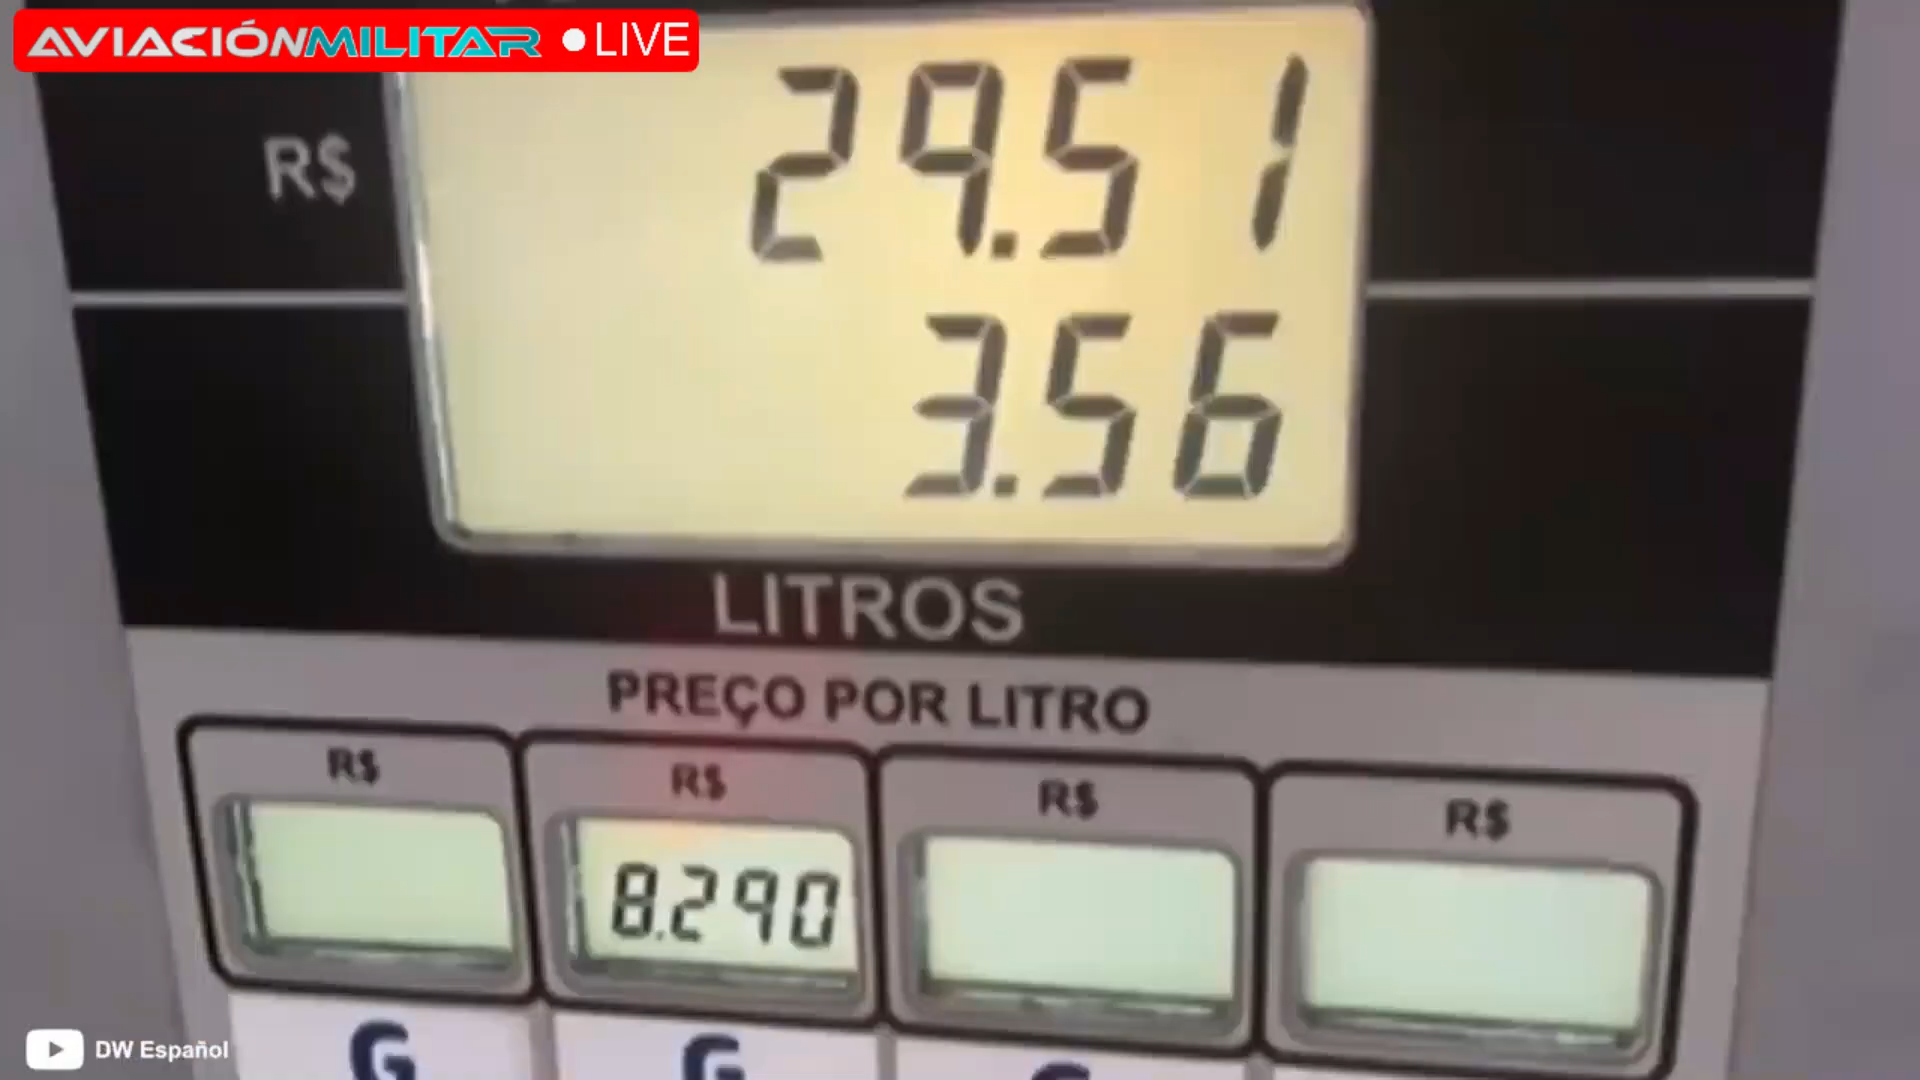 AVIACIÓNMILITAR ●LIVE
R$ 29.51
3.56
LITROS
PREÇO POR LITRO
R$ R$ R$ R$
8.290
G G G
DW Español